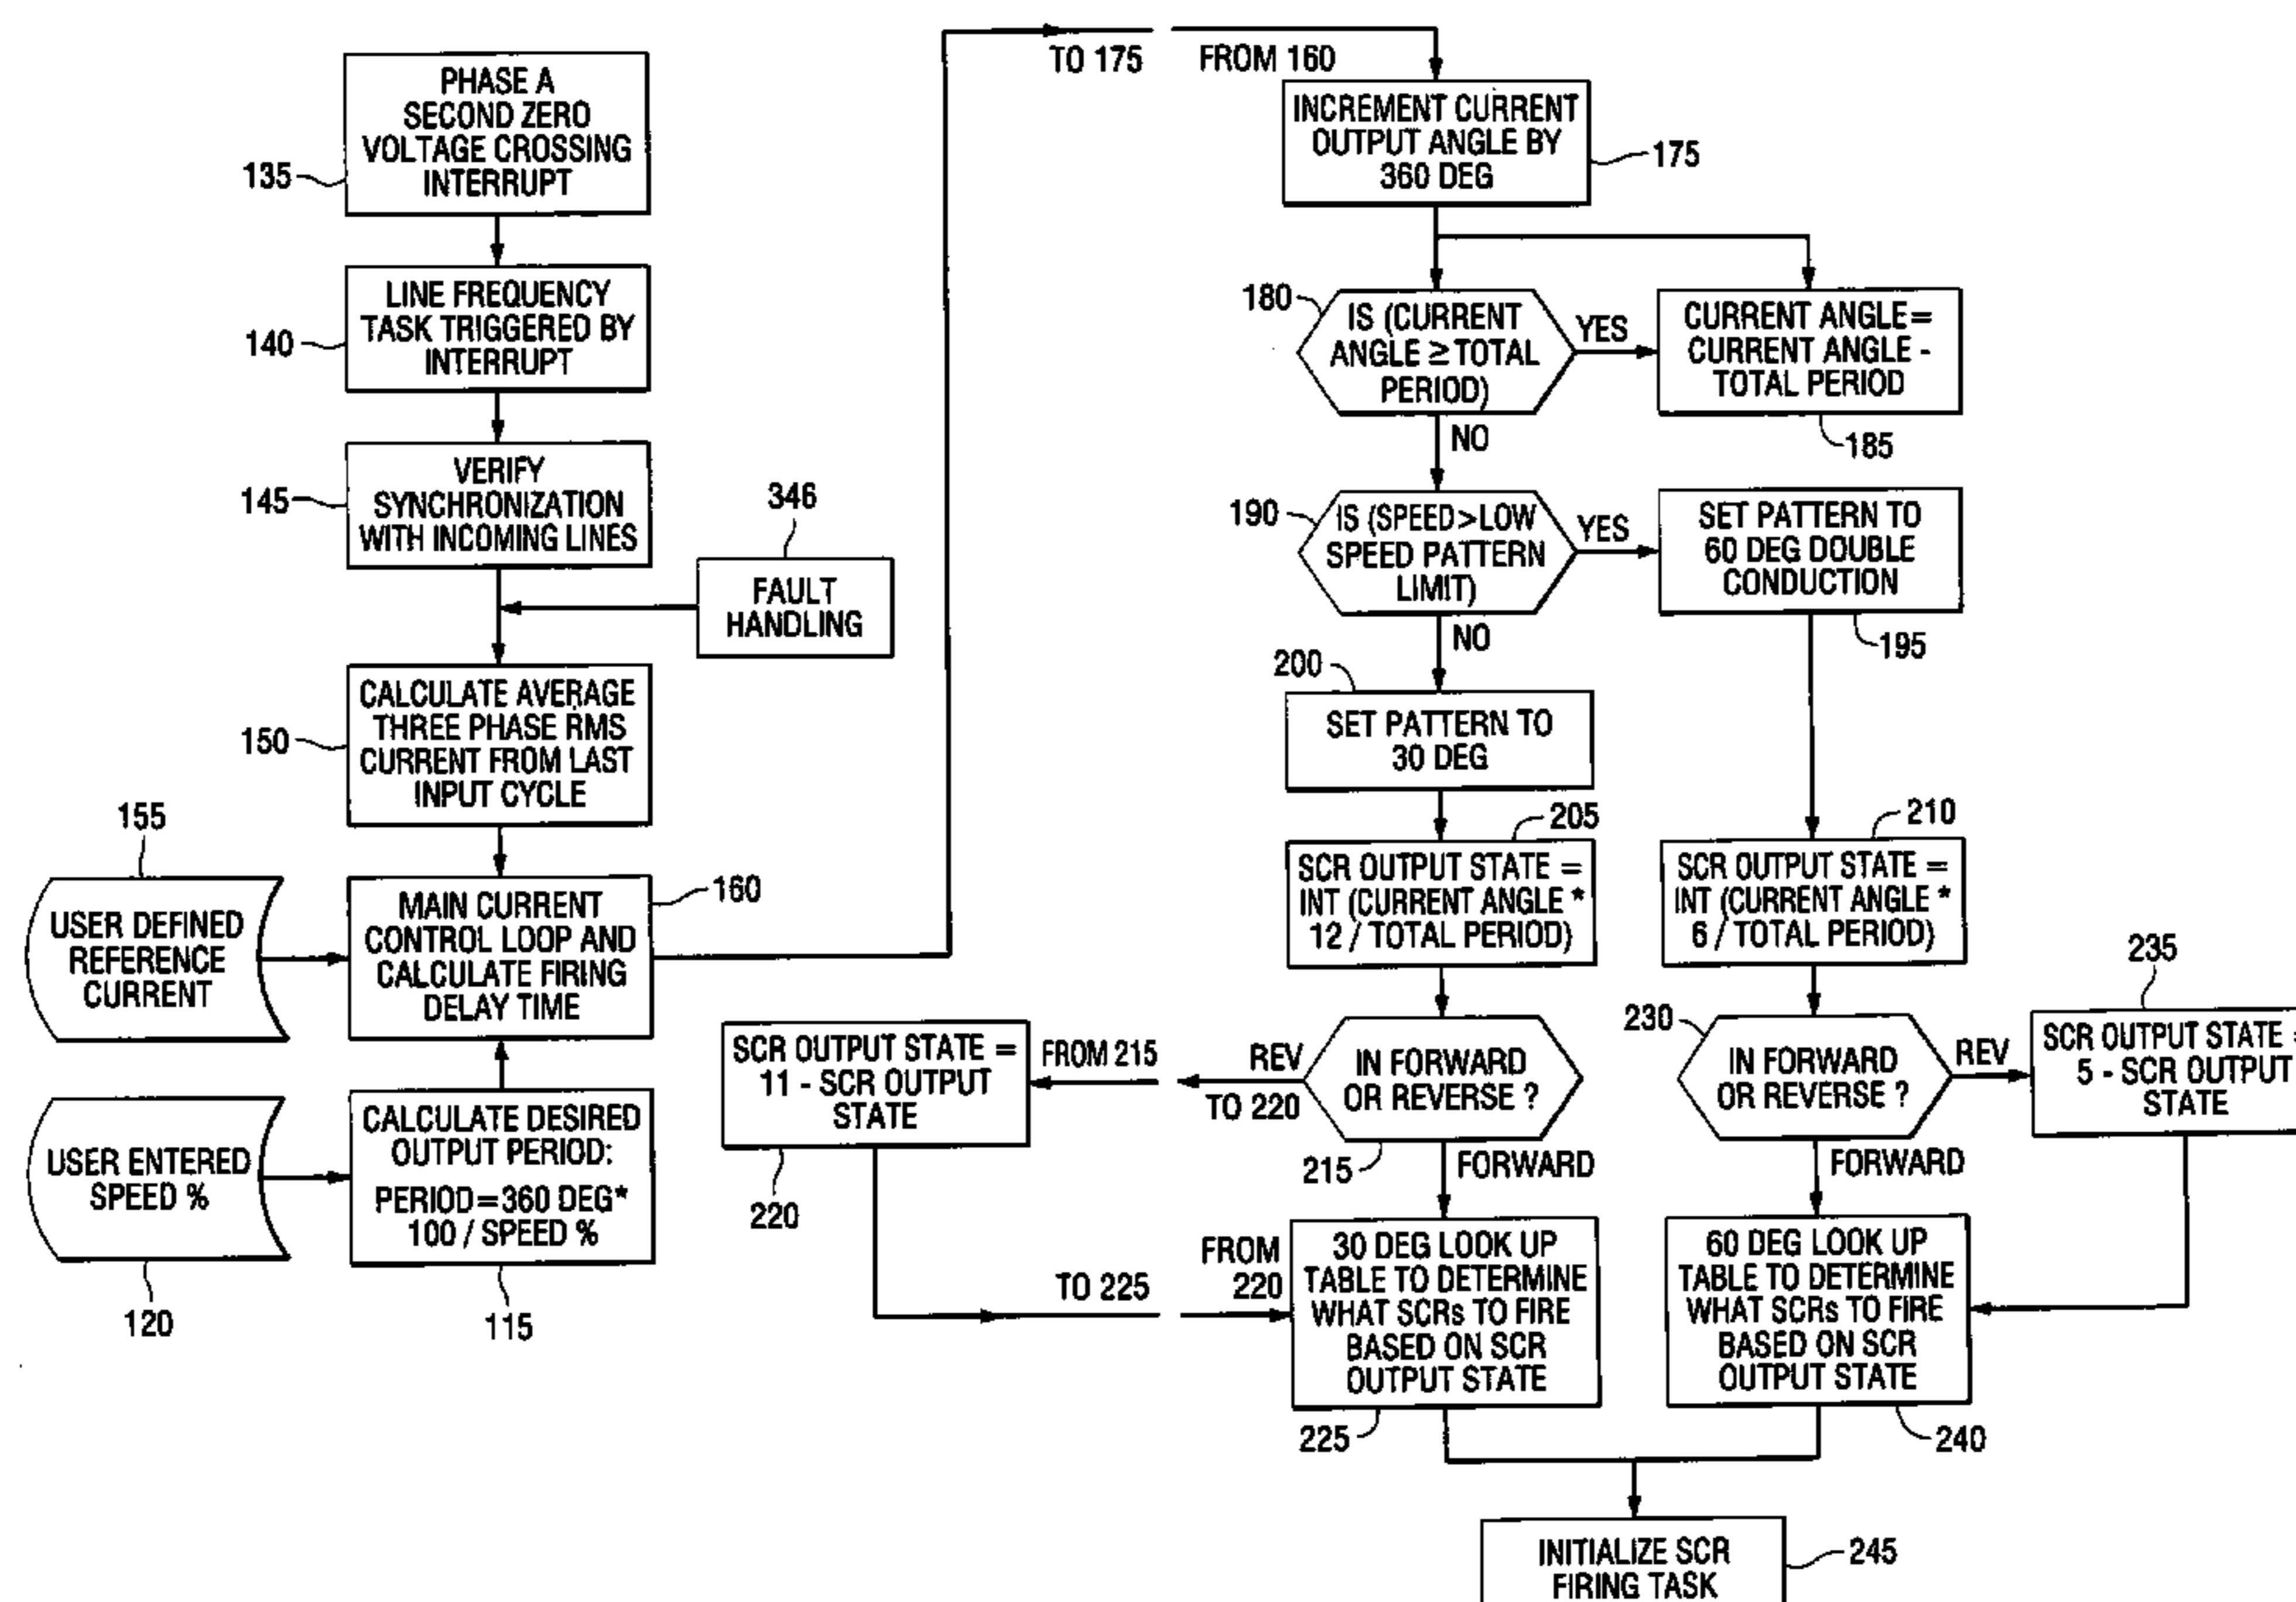 PHASE A
SECOND ZERO
VOLTAGE CROSSING
INTERRUPT
135
LINE FREQUENCY
TASK TRIGGERED BY
INTERRUPT
140
VERIFY
SYNCHRONIZATION
WITH INCOMING LINES
145
346
FAULT
HANDLING
CALCULATE AVERAGE
THREE PHASE RMS
CURRENT FROM LAST
INPUT CYCLE
150
155
USER DEFINED
REFERENCE
CURRENT
MAIN CURRENT
CONTROL LOOP AND
CALCULATE FIRING
DELAY TIME
160
USER ENTERED
SPEED %
120
CALCULATE DESIRED
OUTPUT PERIOD:
PERIOD=360 DEG*
100 / SPEED %
115
TO 175
FROM 160
INCREMENT CURRENT
OUTPUT ANGLE BY
360 DEG
175
180
IS (CURRENT
ANGLE ≥ TOTAL
PERIOD)
YES
CURRENT ANGLE=
CURRENT ANGLE -
TOTAL PERIOD
185
NO
190
IS (SPEED>LOW
SPEED PATTERN
LIMIT)
YES
SET PATTERN TO
60 DEG DOUBLE
CONDUCTION
195
NO
200
SET PATTERN TO
30 DEG
205
SCR OUTPUT STATE =
INT (CURRENT ANGLE *
12 / TOTAL PERIOD)
210
SCR OUTPUT STATE =
INT (CURRENT ANGLE *
6 / TOTAL PERIOD)
IN FORWARD
OR REVERSE ?
215
REV
TO 220
FROM 215
SCR OUTPUT STATE =
11 - SCR OUTPUT
STATE
220
FORWARD
230
IN FORWARD
OR REVERSE ?
REV
235
SCR OUTPUT STATE =
5 - SCR OUTPUT
STATE
FORWARD
TO 225
FROM
220
30 DEG LOOK UP
TABLE TO DETERMINE
WHAT SCRs TO FIRE
BASED ON SCR
OUTPUT STATE
225
60 DEG LOOK UP
TABLE TO DETERMINE
WHAT SCRs TO FIRE
BASED ON SCR
OUTPUT STATE
240
INITIALIZE SCR
FIRING TASK
245